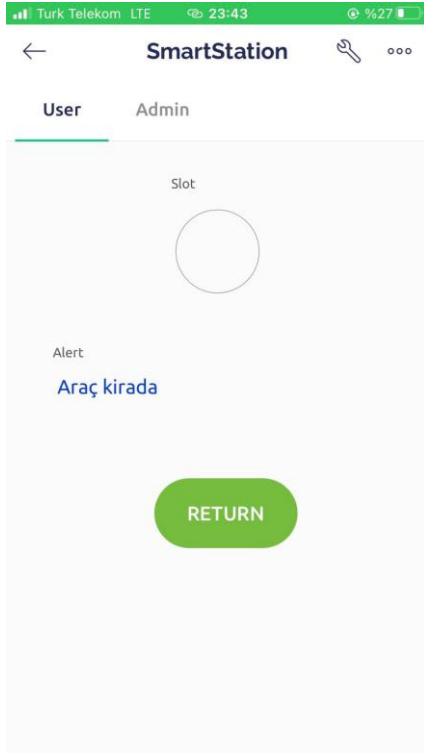 Turk Telekom LTE 23:43 %27
SmartStation
User Admin
Slot
Alert
Araç kirada
RETURN